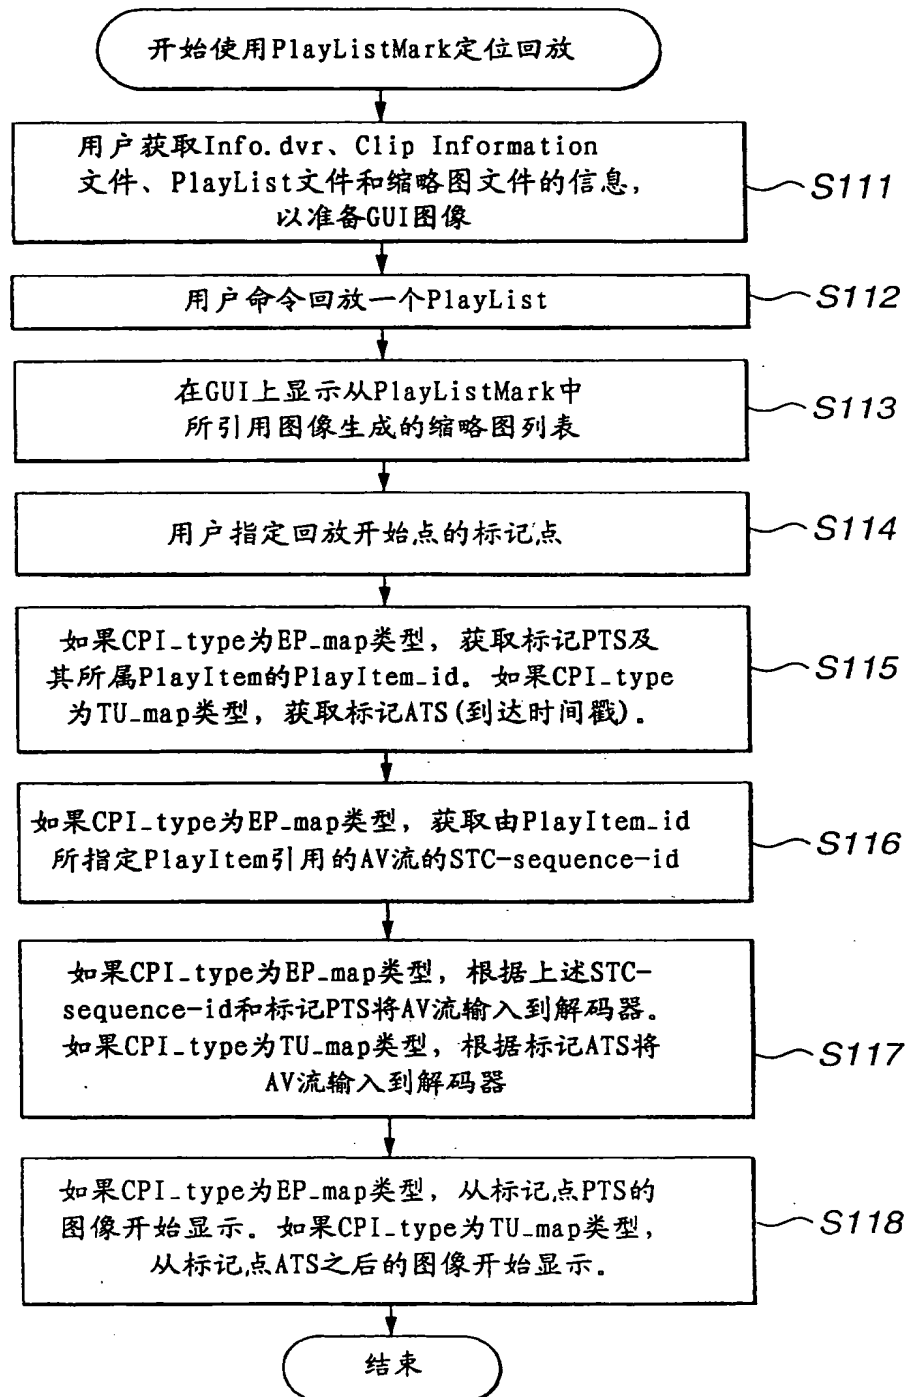 开始使用PlayListMark定位回放
用户获取Info.dvr、Clip Information
文件、PlayList文件和缩略图文件的信息，
以准备GUI图像
S111
用户命令回放一个PlayList
S112
在GUI上显示从PlayListMark中
所引用图像生成的缩略图列表
S113
用户指定回放开始点的标记点
S114
如果CPI_type为EP_map类型，获取标记PTS及
其所属PlayItem的PlayItem_id。如果CPI_type
为TU_map类型，获取标记ATS(到达时间戳)。
S115
如果CPI_type为EP_map类型，获取由PlayItem_id
所指定PlayItem引用的AV流的STC-sequence-id
S116
如果CPI_type为EP_map类型，根据上述STC-
sequence-id和标记PTS将AV流输入到解码器。
如果CPI_type为TU_map类型，根据标记ATS将
AV流输入到解码器
S117
如果CPI_type为EP_map类型，从标记点PTS的
图像开始显示。如果CPI_type为TU_map类型，
从标记点ATS之后的图像开始显示。
S118
结束